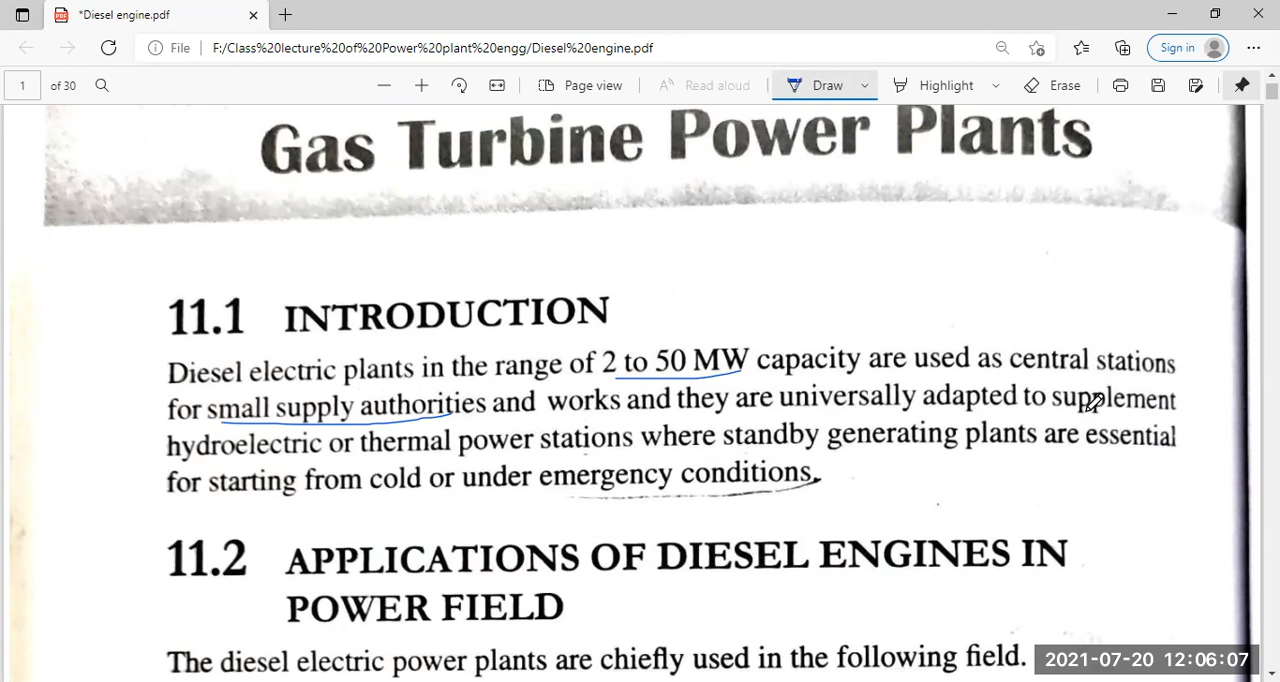 *Diesel engine.pdf
File F:/Class%20lecture%20of%20Power%20plant%20engg/Diesel%20engine.pdf Sign in
1 of 30 Page view Read aloud Draw Highlight Erase
Gas Turbine Power Plants
11.1 INTRODUCTION
Diesel electric plants in the range of 2 to 50 MW capacity are used as central stations
for small supply authorities and works and they are universally adapted to supplement
hydroelectric or thermal power stations where standby generating plants are essential
for starting from cold or under emergency conditions.
11.2 APPLICATIONS OF DIESEL ENGINES IN
POWER FIELD
The diesel electric power plants are chiefly used in the following field.
2021-07-20 12:06:07